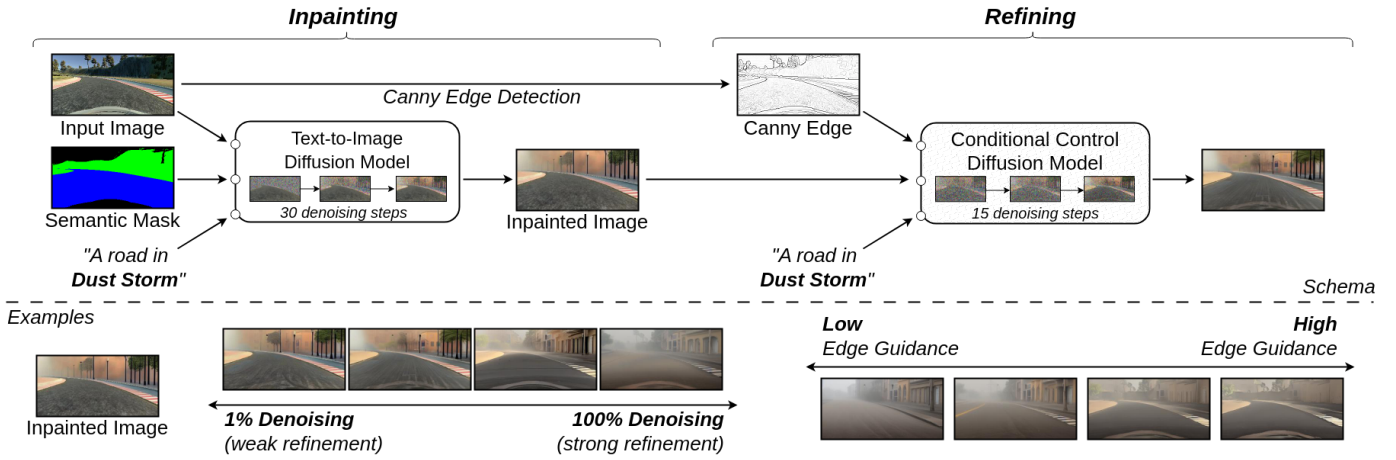 Inpainting
Refining
Canny Edge Detection
Input Image
Canny Edge
Text-to-Image
Diffusion Model
30 denoising steps
Conditional Control
Diffusion Model
15 denoising steps
Semantic Mask
Inpainted Image
"A road in
Dust Storm"
"A road in
Dust Storm"
Schema
Examples
Inpainted Image
1% Denoising
(weak refinement)
100% Denoising
(strong refinement)
Low
Edge Guidance
High
Edge Guidance